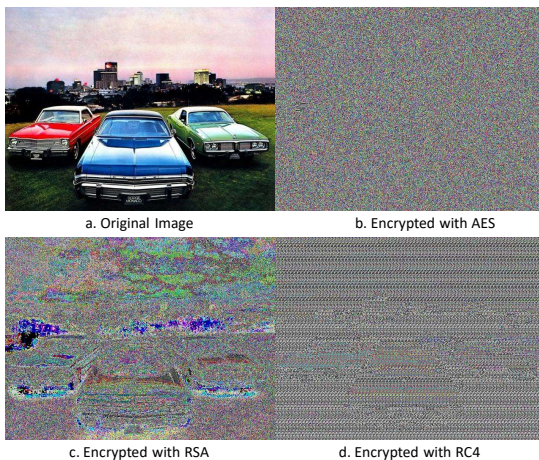 a. Original Image
b. Encrypted with AES
c. Encrypted with RSA
d. Encrypted with RC4